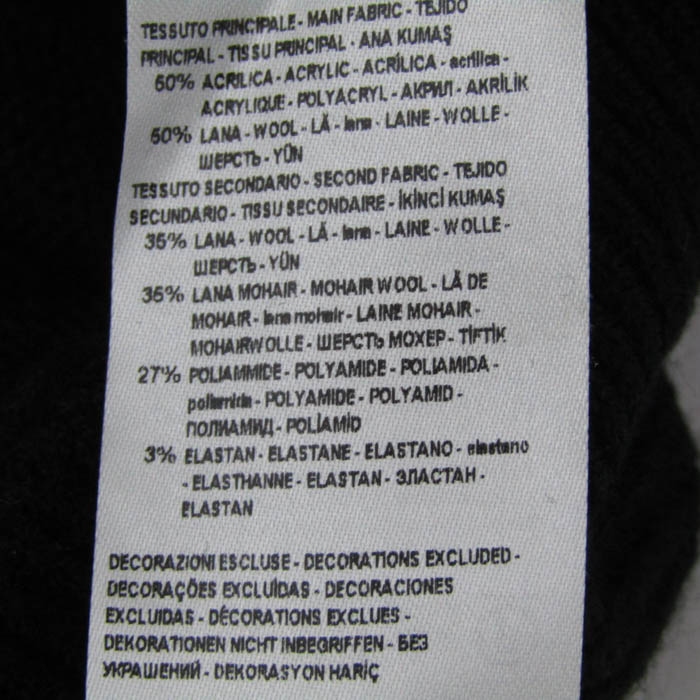 TESSUTO PRINCIPALE - MAIN FABRIC - TEJIDO
PRINCIPAL - TISSU PRINCIPAL - ANA KUMAŞ
50% ACRILICA - ACRYLIC - ACRÍLICA - acrílica -
ACRYLIQUE - POLYACRYL - АКРИЛ - AKRİLİK
50% LANA - WOOL - LÃ - lana - LAINE - WOLLE -
ШЕРСТЬ - YÜN
TESSUTO SECONDARIO - SECOND FABRIC - TEJIDO
SECUNDARIO - TISSU SECONDAIRE - İKİNCİ KUMAŞ
35% LANA - WOOL - LÃ - lana - LAINE - WOLLE -
ШЕРСТЬ - YÜN
35% LANA MOHAIR - MOHAIR WOOL - LÃ DE
MOHAIR - lana mohair - LAINE MOHAIR -
MOHAIRWOLLE - ШЕРСТЬ МОХЕР - TİFTİK
27% POLIAMMIDE - POLYAMIDE - POLIAMIDA -
poliamida - POLYAMIDE - POLYAMID -
ПОЛИАМИД - POLİAMİD
3% ELASTAN - ELASTANE - ELASTANO - elastano
- ELASTHANNE - ELASTAN - ЭЛАСТАН -
ELASTAN
DECORAZIONI ESCLUSE - DECORATIONS EXCLUDED -
DECORAÇÕES EXCLUÍDAS - DECORACIONES
EXCLUIDAS - DÉCORATIONS EXCLUES -
DEKORATIONEN NICHT INBEGRIFFEN - БЕЗ
УКРАШЕНИЙ - DEKORASYON HARİÇ